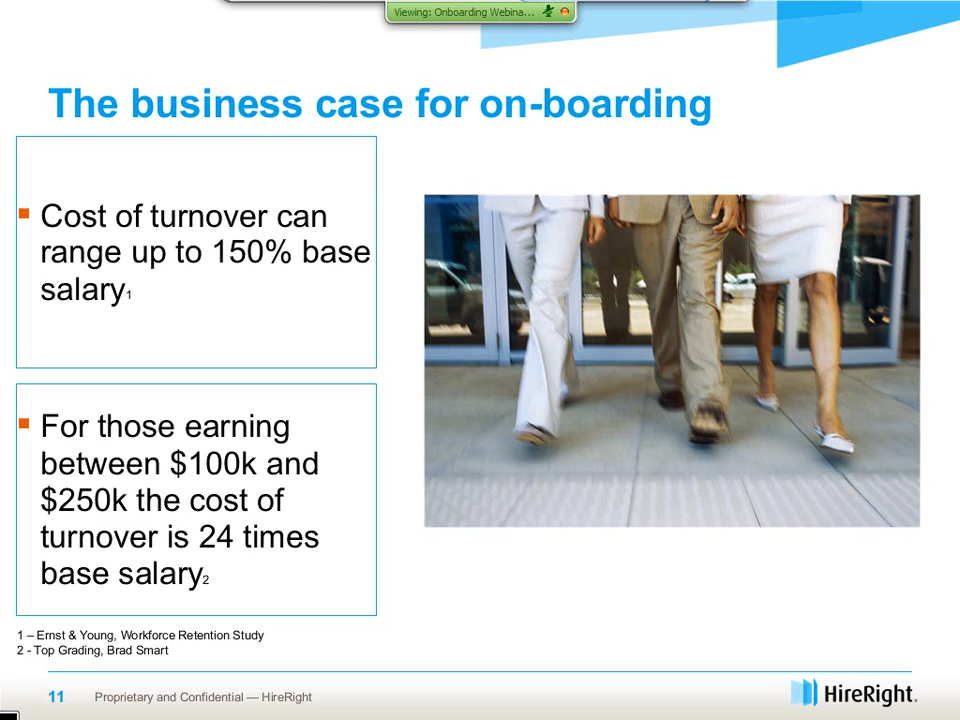 Viewing: Onboarding Webina...
The business case for on-boarding
▪ Cost of turnover can
range up to 150% base
salary1
▪ For those earning
between $100k and
$250k the cost of
turnover is 24 times
base salary2
1 – Ernst & Young, Workforce Retention Study
2 - Top Grading, Brad Smart
11 Proprietary and Confidential — HireRight
HireRight.